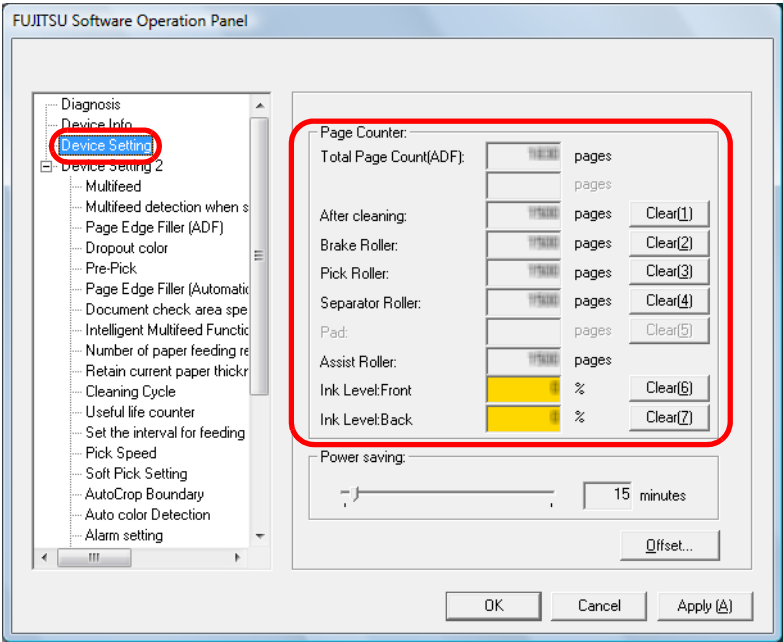 FUJITSU Software Operation Panel
Diagnosis
Device Info
Device Setting
Device Setting 2
Multifeed
Multifeed detection when s
Page Edge Filler (ADF)
Dropout color
Pre-Pick
Page Edge Filler (Automatic
Document check area spe
Intelligent Multifeed Functic
Number of paper feeding re
Retain current paper thickr
Cleaning Cycle
Useful life counter
Set the interval for feeding
Pick Speed
Soft Pick Setting
AutoCrop Boundary
Auto color Detection
Alarm setting
Page Counter:
Total Page Count(ADF): pages
pages
After cleaning: pages Clear(1)
Brake Roller: pages Clear(2)
Pick Roller: pages Clear(3)
Separator Roller: pages Clear(4)
Pad: pages Clear(5)
Assist Roller: pages
Ink Level:Front % Clear(6)
Ink Level:Back % Clear(7)
Power saving:
15 minutes
Offset...
OK Cancel Apply (A)